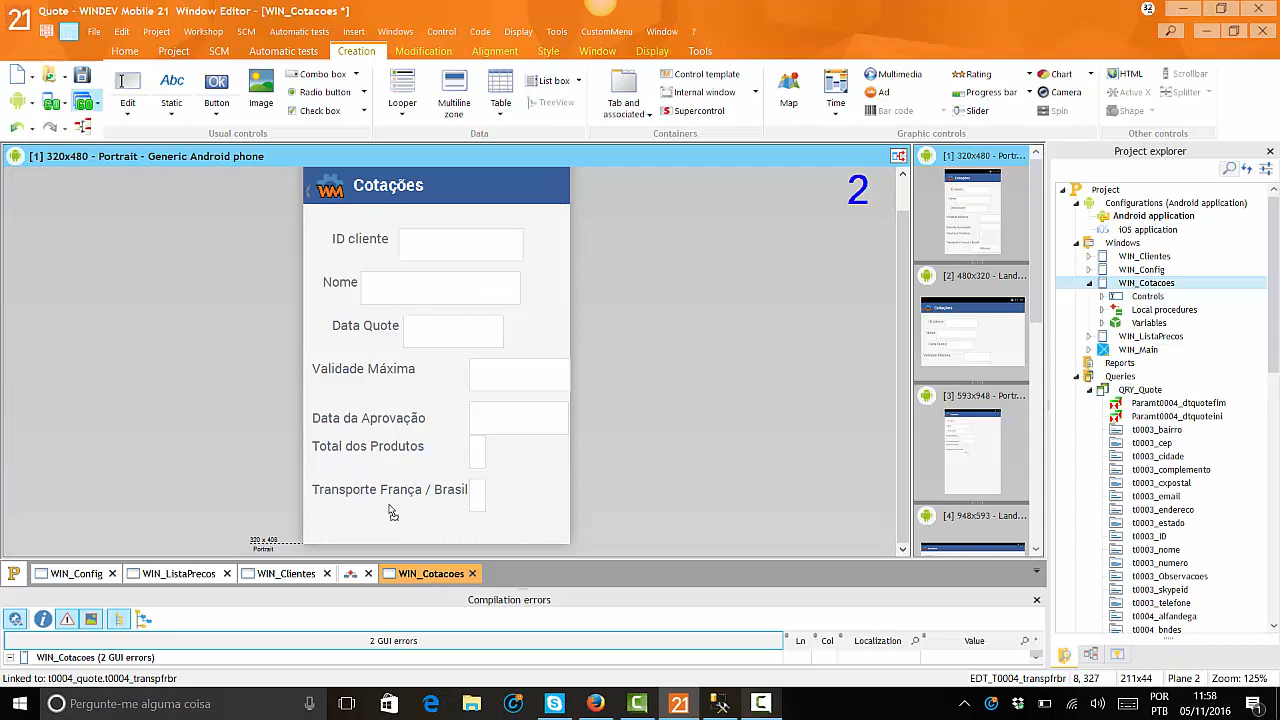 21 Quote - WINDEV Mobile 21 Window Editor - [WIN_Cotacoes *]
32
File Edit Project Workshop SCM Automatic tests Insert Windows Control Code Display Tools CustomMenu Window ?
Home Project SCM Automatic tests Creation Modification Alignment Style Window Display Tools
Edit
Abc
Static
Ok
Button
Image
Combo box
Radio button
Check box
Looper
Multiline zone
Table
List box
TreeView
Tab and associated
Control template
Internal window
Supercontrol
Map
Time
Multimedia
Ad
Bar code
Rating
Progress bar
Slider
Chart
Camera
Shape
HTML
Active X
Spin
Scrollbar
Splitter
Usual controls Data Containers Graphic controls Other controls
[1] 320x480 - Portrait - Generic Android phone
2
Cotações
ID cliente
Nome
Data Quote
Validade Máxima
Data da Aprovação
Total dos Produtos
Transporte França / Brasil
320 x 408
Portrait
[1] 320x480 - Portr...
[2] 480x320 - Land...
[3] 593x948 - Portr...
[4] 948x593 - Land...
Project explorer
Project
Configurations (Android application)
Android application
iOS application
Windows
WIN_Clientes
WIN_Config
WIN_Cotacoes
Controls
Local procedures
Variables
WIN_ListaPrecos
WIN_Main
Reports
Queries
QRY_Quote
Paramt0004_dtquotefim
Paramt0004_dtquoteini
t0003_bairro
t0003_cep
t0003_cidade
t0003_complemento
t0003_cxpostal
t0003_email
t0003_endereco
t0003_estado
t0003_ID
t0003_nome
t0003_numero
t0003_Observacoes
t0003_skypeid
t0003_telefone
t0004_alfandega
t0004_bndes
WIN_Config WIN_ListaPrecos WIN_Clientes WIN_Cotacoes
Compilation errors
2 GUI errors Ln Col Localization Value
WIN_Cotacoes (2 GUI errors)
Linked to: t0004_quote.t0004_transpfrbr
EDT_T0004_transpfrbr 8, 327 211x44 Plane 2 Zoom: 125%
Pergunte-me alguma coisa
21
POR
PTB
11:58
05/11/2016